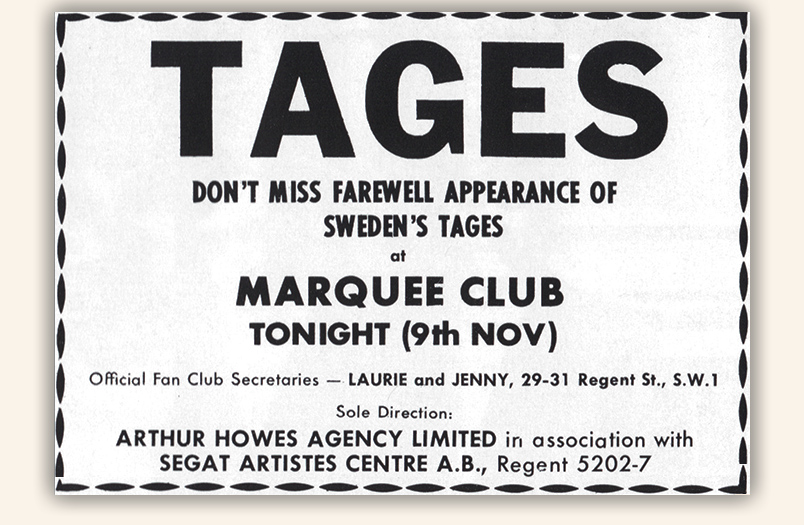 TAGES
DON'T MISS FAREWELL APPEARANCE OF
SWEDEN'S TAGES
at
MARQUEE CLUB
TONIGHT (9th NOV)
Official Fan Club Secretaries — LAURIE and JENNY, 29-31 Regent St., S.W.1
Sole Direction:
ARTHUR HOWES AGENCY LIMITED in association with
SEGAT ARTISTES CENTRE A.B., Regent 5202-7